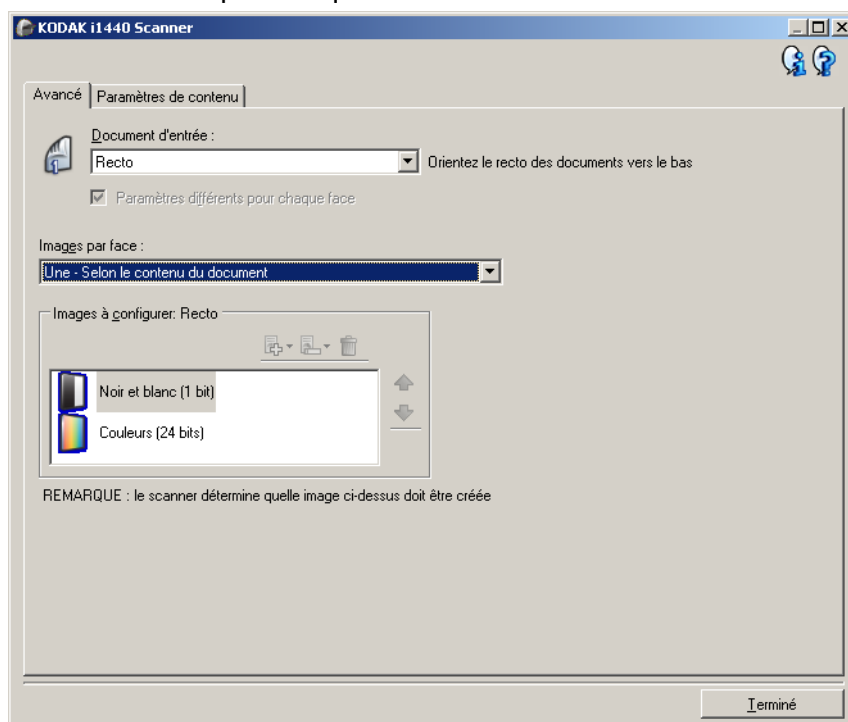 KODAK i1440 Scanner
Avancé
Paramètres de contenu
Document d'entrée :
Recto
Orientez le recto des documents vers le bas
Paramètres différents pour chaque face
Images par face :
Une - Selon le contenu du document
Images à configurer: Recto
Noir et blanc (1 bit)
Couleurs (24 bits)
REMARQUE : le scanner détermine quelle image ci-dessus doit être créée
Terminé